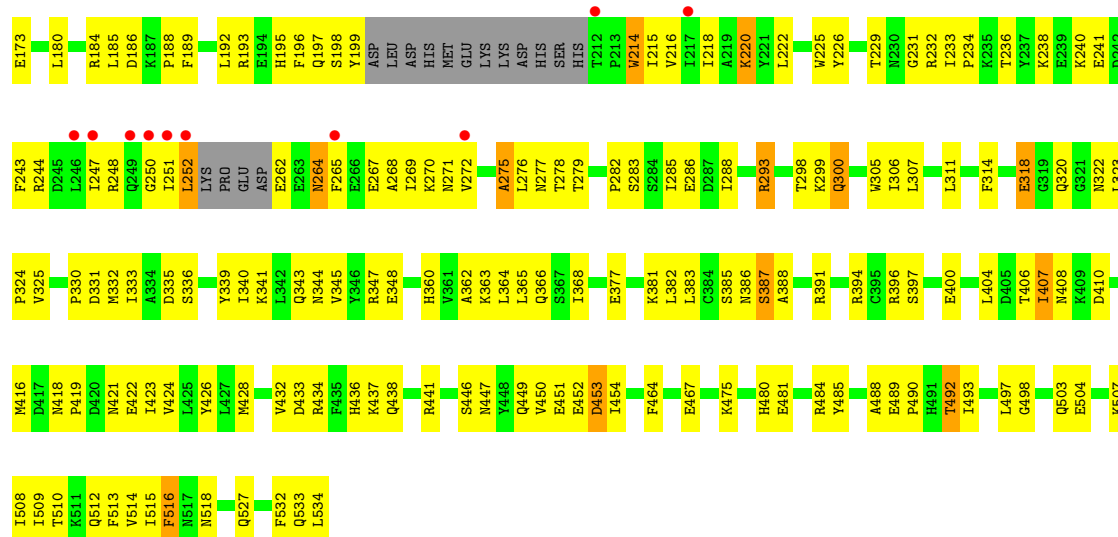 E173 L180 R184 L185 D186 K187 P188 F189 L192 R193 E194 H195 F196 Q197 S198 Y199 ASP LEU ASP HIS MET GLU LYS LYS ASP HIS SER HIS T212 P213 W214 I215 V216 I217 I218 A219 K220 Y221 L222 W225 Y226 T229 N230 G231 R232 I233 P234 K235 T236 Y237 K238 E239 K240 E241 D242
F243 R244 D245 L246 I247 R248 Q249 G250 I251 L252 LYS PRO GLU ASP E262 E263 N264 F265 E266 E267 A268 I269 K270 N271 V272 A275 L276 N277 T278 T279 P282 S283 S284 I285 E286 D287 I288 R293 T298 K299 Q300 W305 I306 L307 L311 F314 E318 G319 Q320 G321 N322 L323
P324 V325 P330 D331 M332 I333 A334 D335 S336 Y339 I340 K341 L342 Q343 N344 V345 Y346 R347 E348 H360 V361 A362 K363 L364 L365 Q366 S367 I368 E377 K381 L382 L383 C384 S385 N386 S387 A388 R391 R394 C395 R396 S397 E400 L404 D405 T406 I407 N408 K409 D410
M416 D417 N418 P419 D420 N421 E422 I423 V424 L425 Y426 L427 M428 V432 D433 R434 F435 H436 K437 Q438 R441 S446 N447 Y448 Q449 V450 E451 E452 D453 I454 F464 E467 K475 H480 E481 R484 Y485 A488 E489 P490 H491 T492 I493 L497 G498 Q503 E504 K507
I508 I509 T510 K511 Q512 F513 V514 I515 F516 N517 N518 Q527 F532 Q533 L534